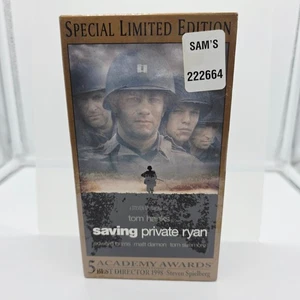 SPECIAL LIMITED EDITION
SAM'S
222664
tom hanks
saving private ryan
edward burns matt damon tom sizemore
5 ACADEMY AWARDS
BEST DIRECTOR 1998 Steven Spielberg